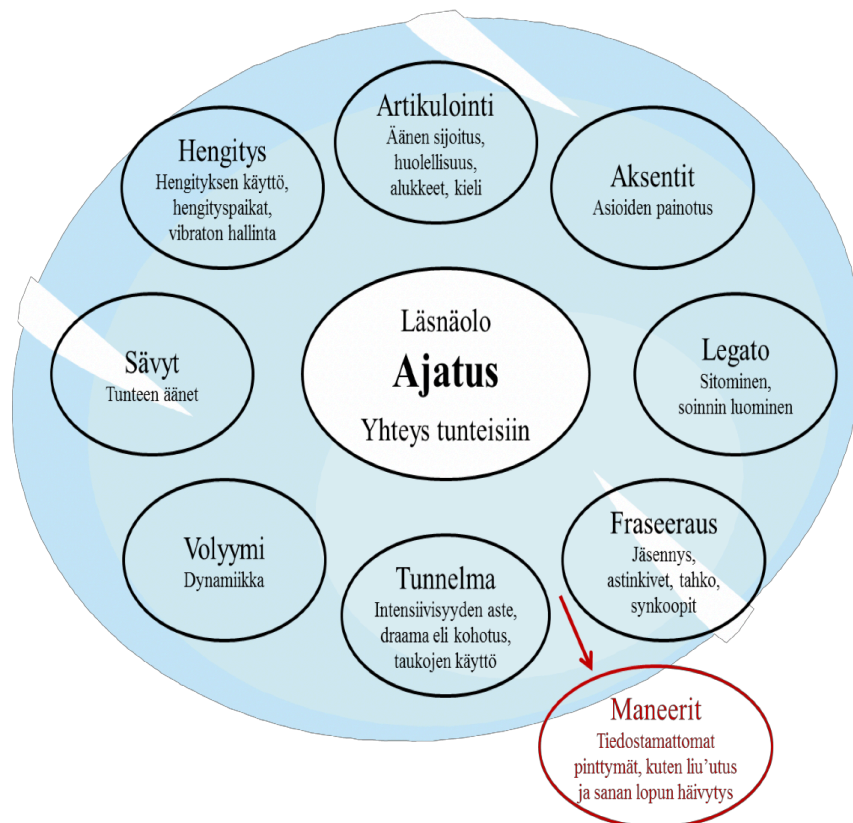 Artikulointi
Äänen sijoitus,
huolellisuus,
alukkeet, kieli
Hengitys
Hengityksen käyttö,
hengityspaikat,
vibraton hallinta
Aksentit
Asioiden painotus
Läsnäolo
Ajatus
Yhteys tunteisiin
Sävyt
Tunteen äänet
Legato
Sitominen,
soinnin luominen
Volyymi
Dynamiikka
Tunnelma
Intensiivisyyden aste,
draama eli kohotus,
taukojen käyttö
Fraseeraus
Jäsennys,
astinkivet, tahko,
synkoopit
Maneerit
Tiedostamattomat
pinttymät, kuten liu’utus
ja sanan lopun häivytys